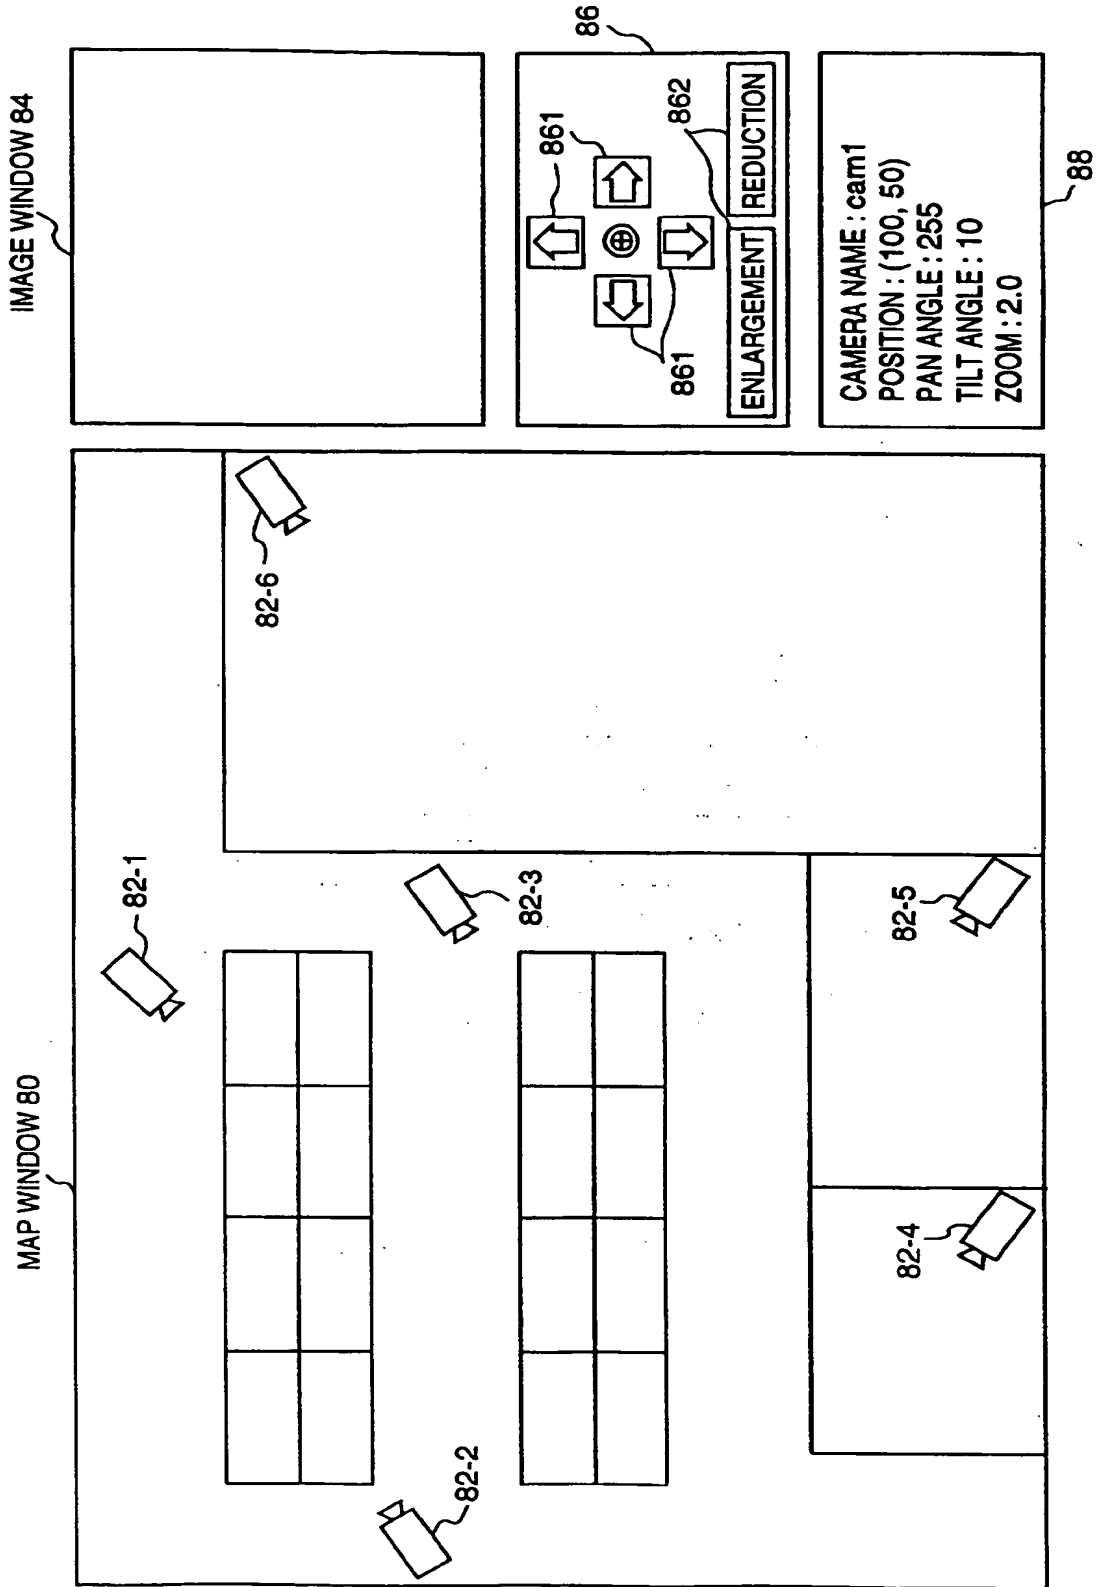 MAP WINDOW 80
IMAGE WINDOW 84
82-1
82-2
82-3
82-4
82-5
82-6
86
861
861
861
862
ENLARGEMENT
REDUCTION
CAMERA NAME : cam1
POSITION : (100, 50)
PAN ANGLE : 255
TILT ANGLE : 10
ZOOM : 2.0
88